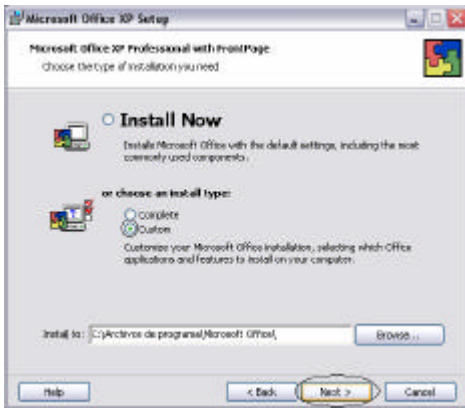 Microsoft Office XP Setup
Microsoft Office XP Professional with FrontPage
Choose the type of installation you need
Install Now
Installs Microsoft Office with the default settings, including the most
commonly used components.
or choose an install type:
Complete
Custom
Customize your Microsoft Office installation, selecting which Office
applications and features to install on your computer.
Install to: C:\Archivos de programa\Microsoft Office\
Browse...
Help
< Back
Next >
Cancel